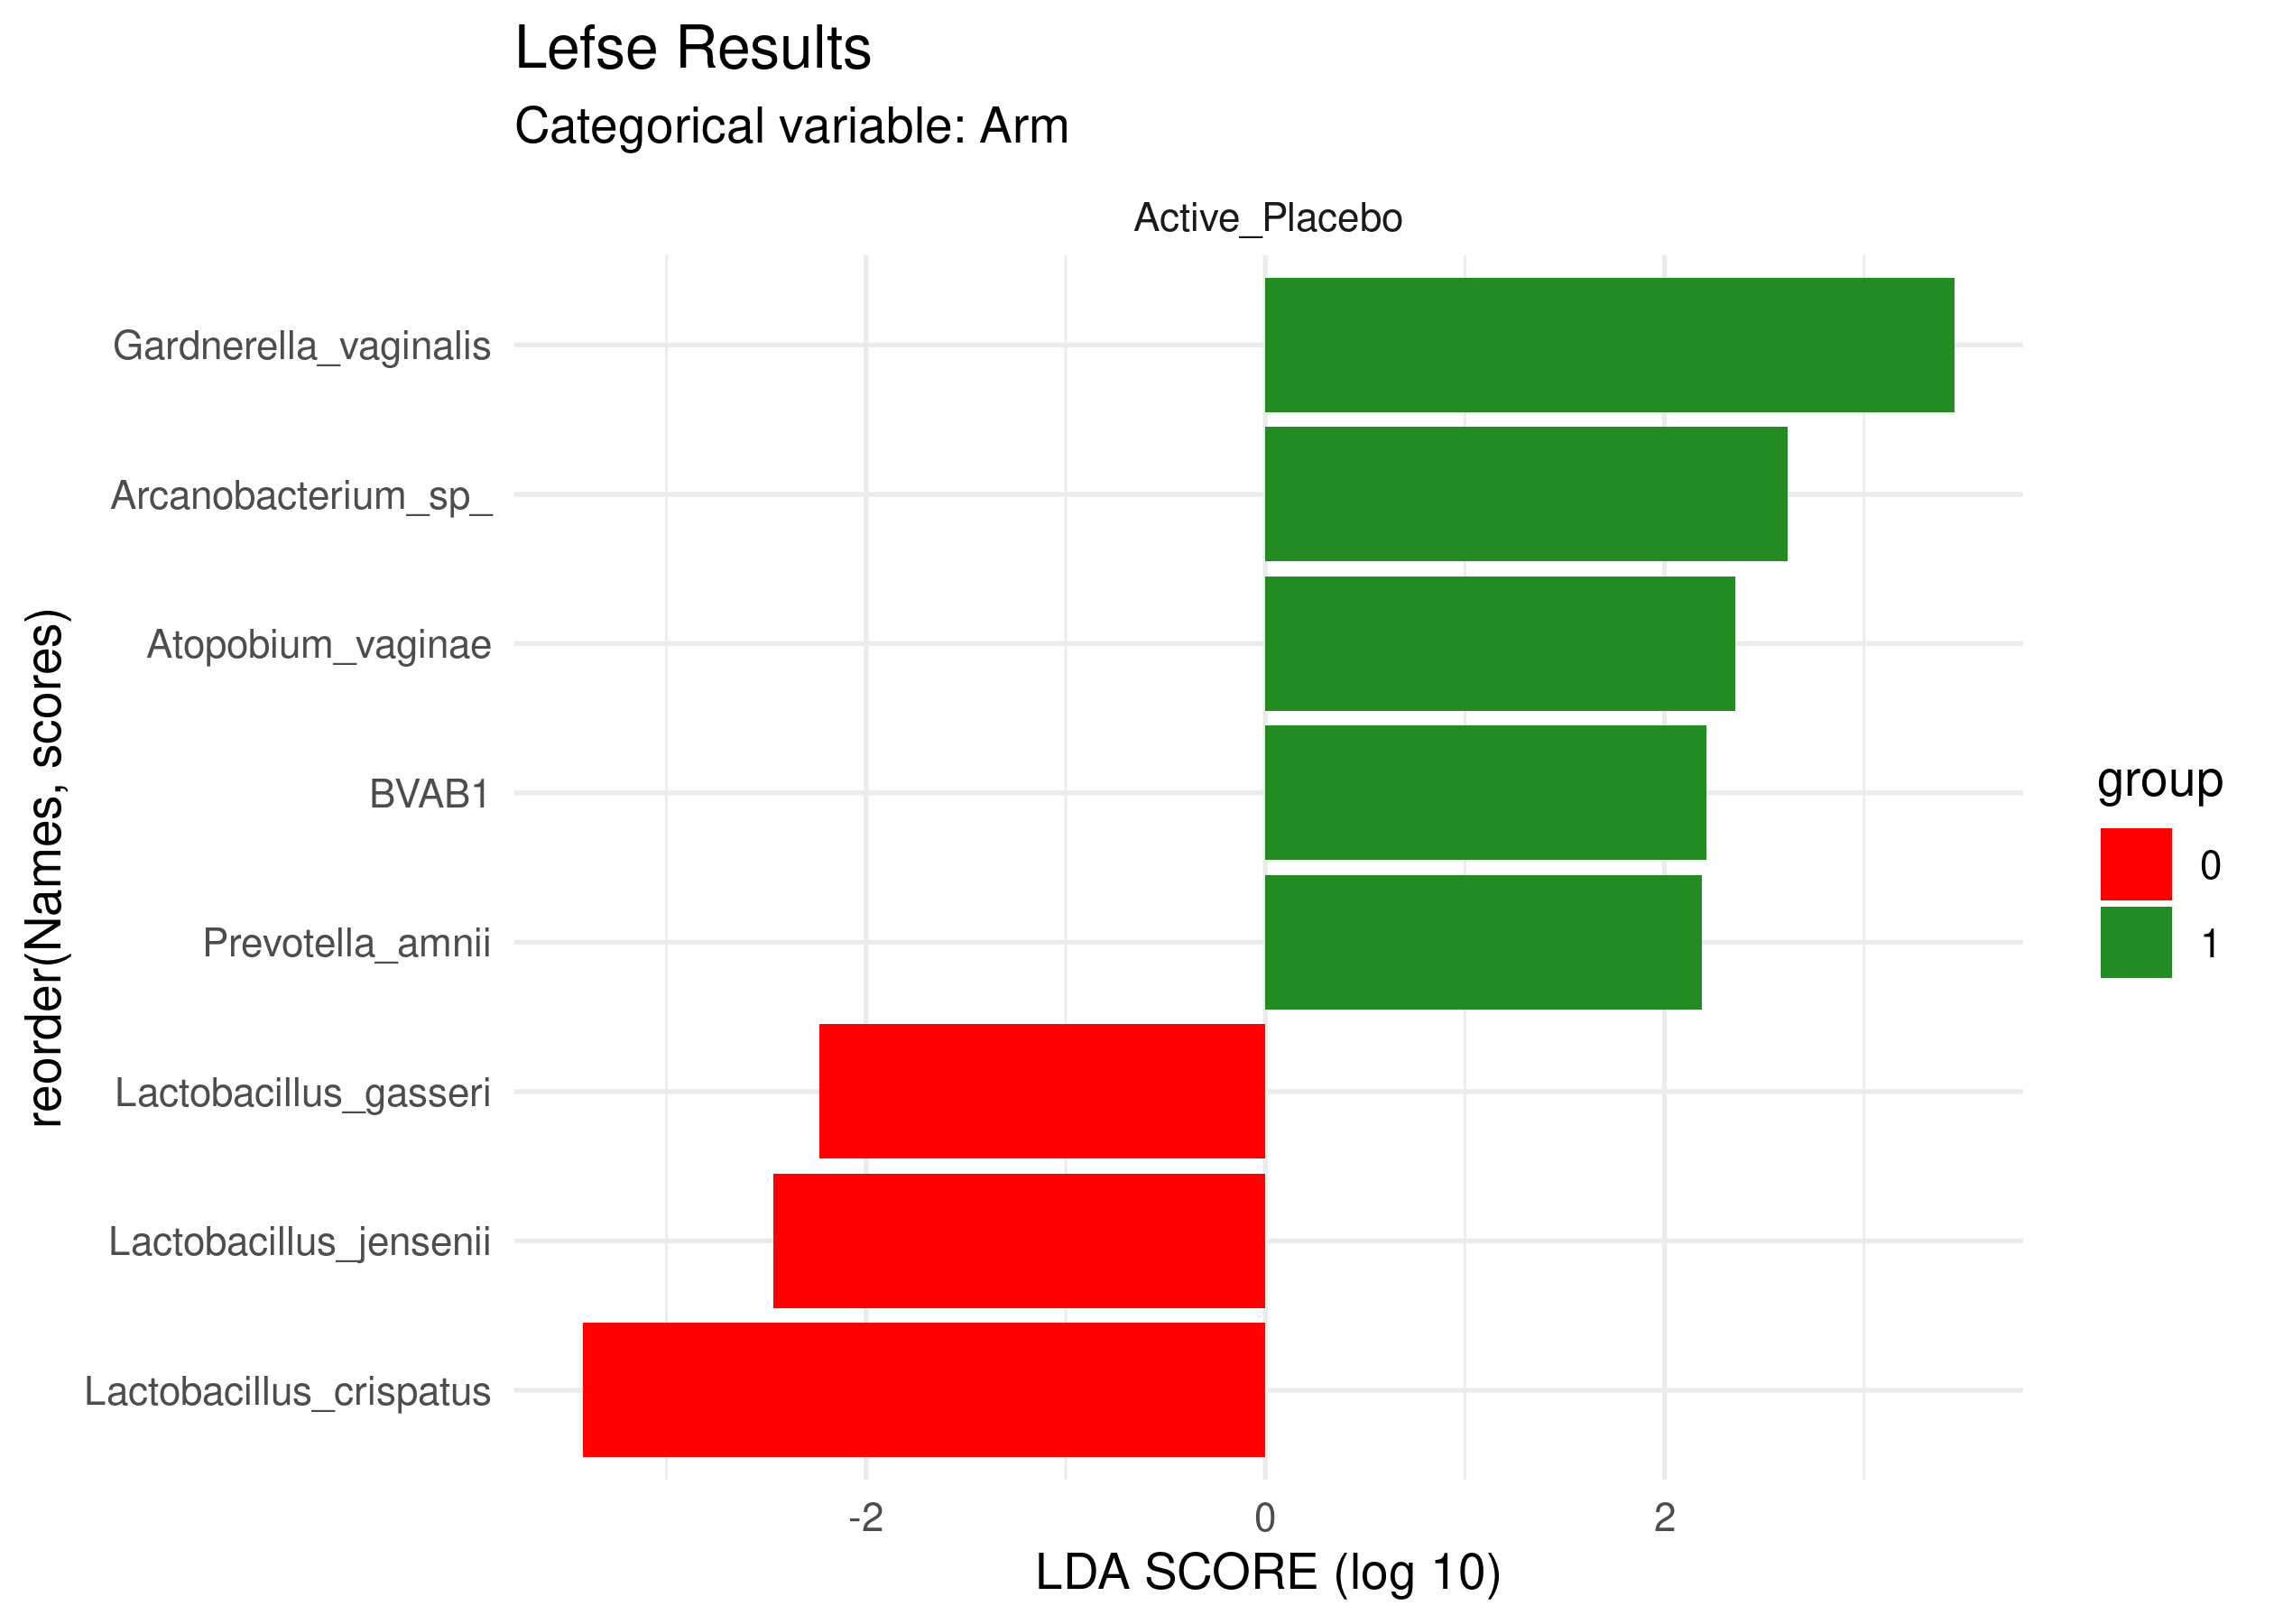 Lefse Results
Categorical variable: Arm
Active_Placebo
Gardnerella_vaginalis
Arcanobacterium_sp_
Atopobium_vaginae
BVAB1
Prevotella_amnii
Lactobacillus_gasseri
Lactobacillus_jensenii
Lactobacillus_crispatus
reorder(Names, scores)
-2 0 2
LDA SCORE (log 10)
group
0
1